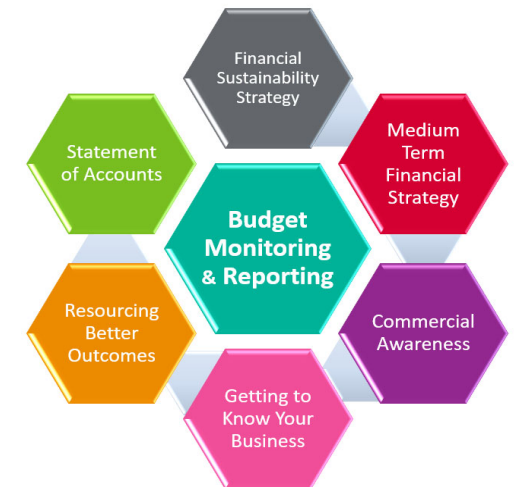 Financial
Sustainability
Strategy
Medium
Term
Financial
Strategy
Commercial
Awareness
Getting to
Know Your
Business
Resourcing
Better
Outcomes
Statement
of Accounts
Budget
Monitoring
& Reporting